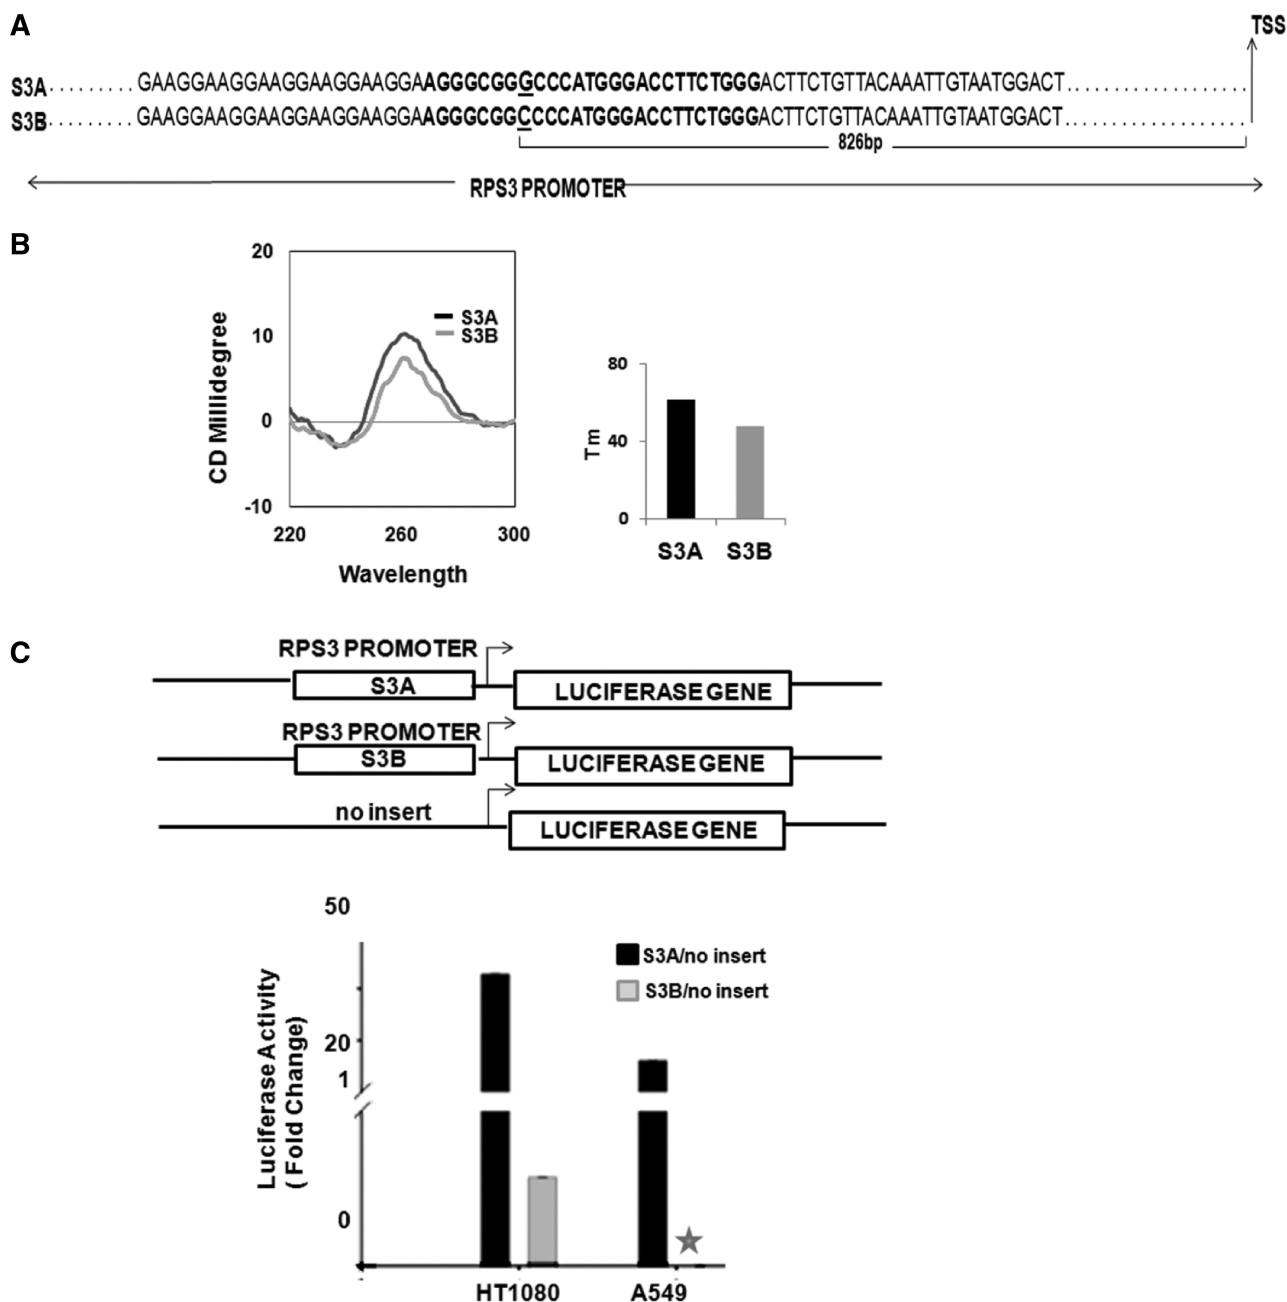 A
TSS
S3A.........GAAGGAAGGAAGGAAGGAAGGAAGGGCGGGCCCATGGGACCTTCTGGGACTTCTGTTACAAATTGTAATGGACT...................
S3B.........GAAGGAAGGAAGGAAGGAAGGAAGGGCGGCCCCATGGGACCTTCTGGGACTTCTGTTACAAATTGTAATGGACT...................
826bp
RPS3 PROMOTER
B
20
10
0
-10
CD Millidegree
S3A
S3B
220 260 300
Wavelength
80
40
0
Tm
S3A S3B
C
RPS3 PROMOTER
S3A
LUCIFERASE GENE
RPS3 PROMOTER
S3B
LUCIFERASE GENE
no insert
LUCIFERASE GENE
50
20
1
0
Luciferase Activity
( Fold Change)
S3A/no insert
S3B/no insert
HT1080 A549